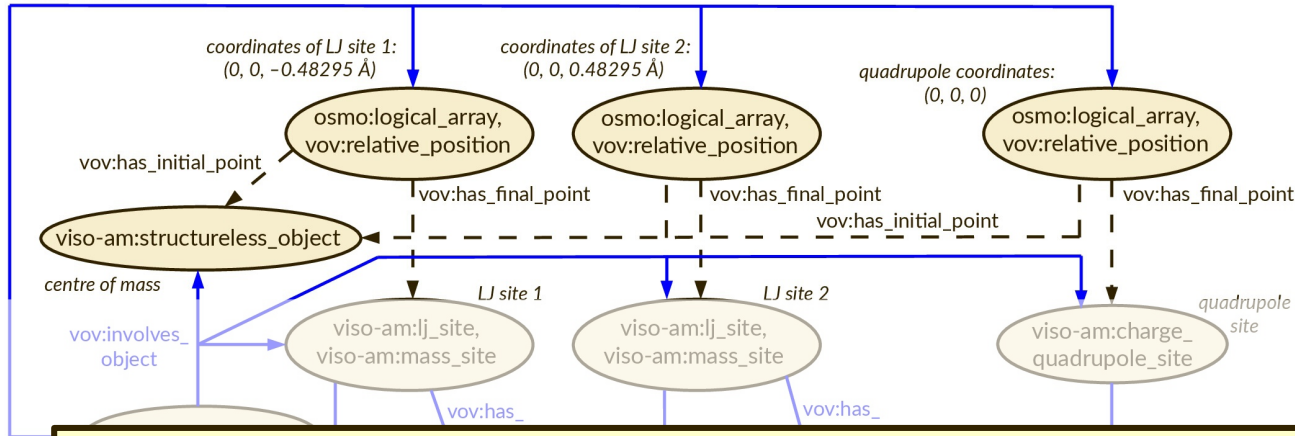 coordinates of LJ site 1:
(0, 0, −0.48295 Å)
coordinates of LJ site 2:
(0, 0, 0.48295 Å)
quadrupole coordinates:
(0, 0, 0)
osmo:logical_array,
vov:relative_position
osmo:logical_array,
vov:relative_position
osmo:logical_array,
vov:relative_position
vov:has_initial_point
vov:has_final_point
vov:has_final_point
vov:has_final_point
vov:has_initial_point
viso-am:structureless_object
centre of mass
LJ site 1
LJ site 2
quadrupole
site
vov:involves_
object
viso-am:lj_site,
viso-am:mass_site
viso-am:lj_site,
viso-am:mass_site
viso-am:charge_
quadrupole_site
vov:has_
vov:has_